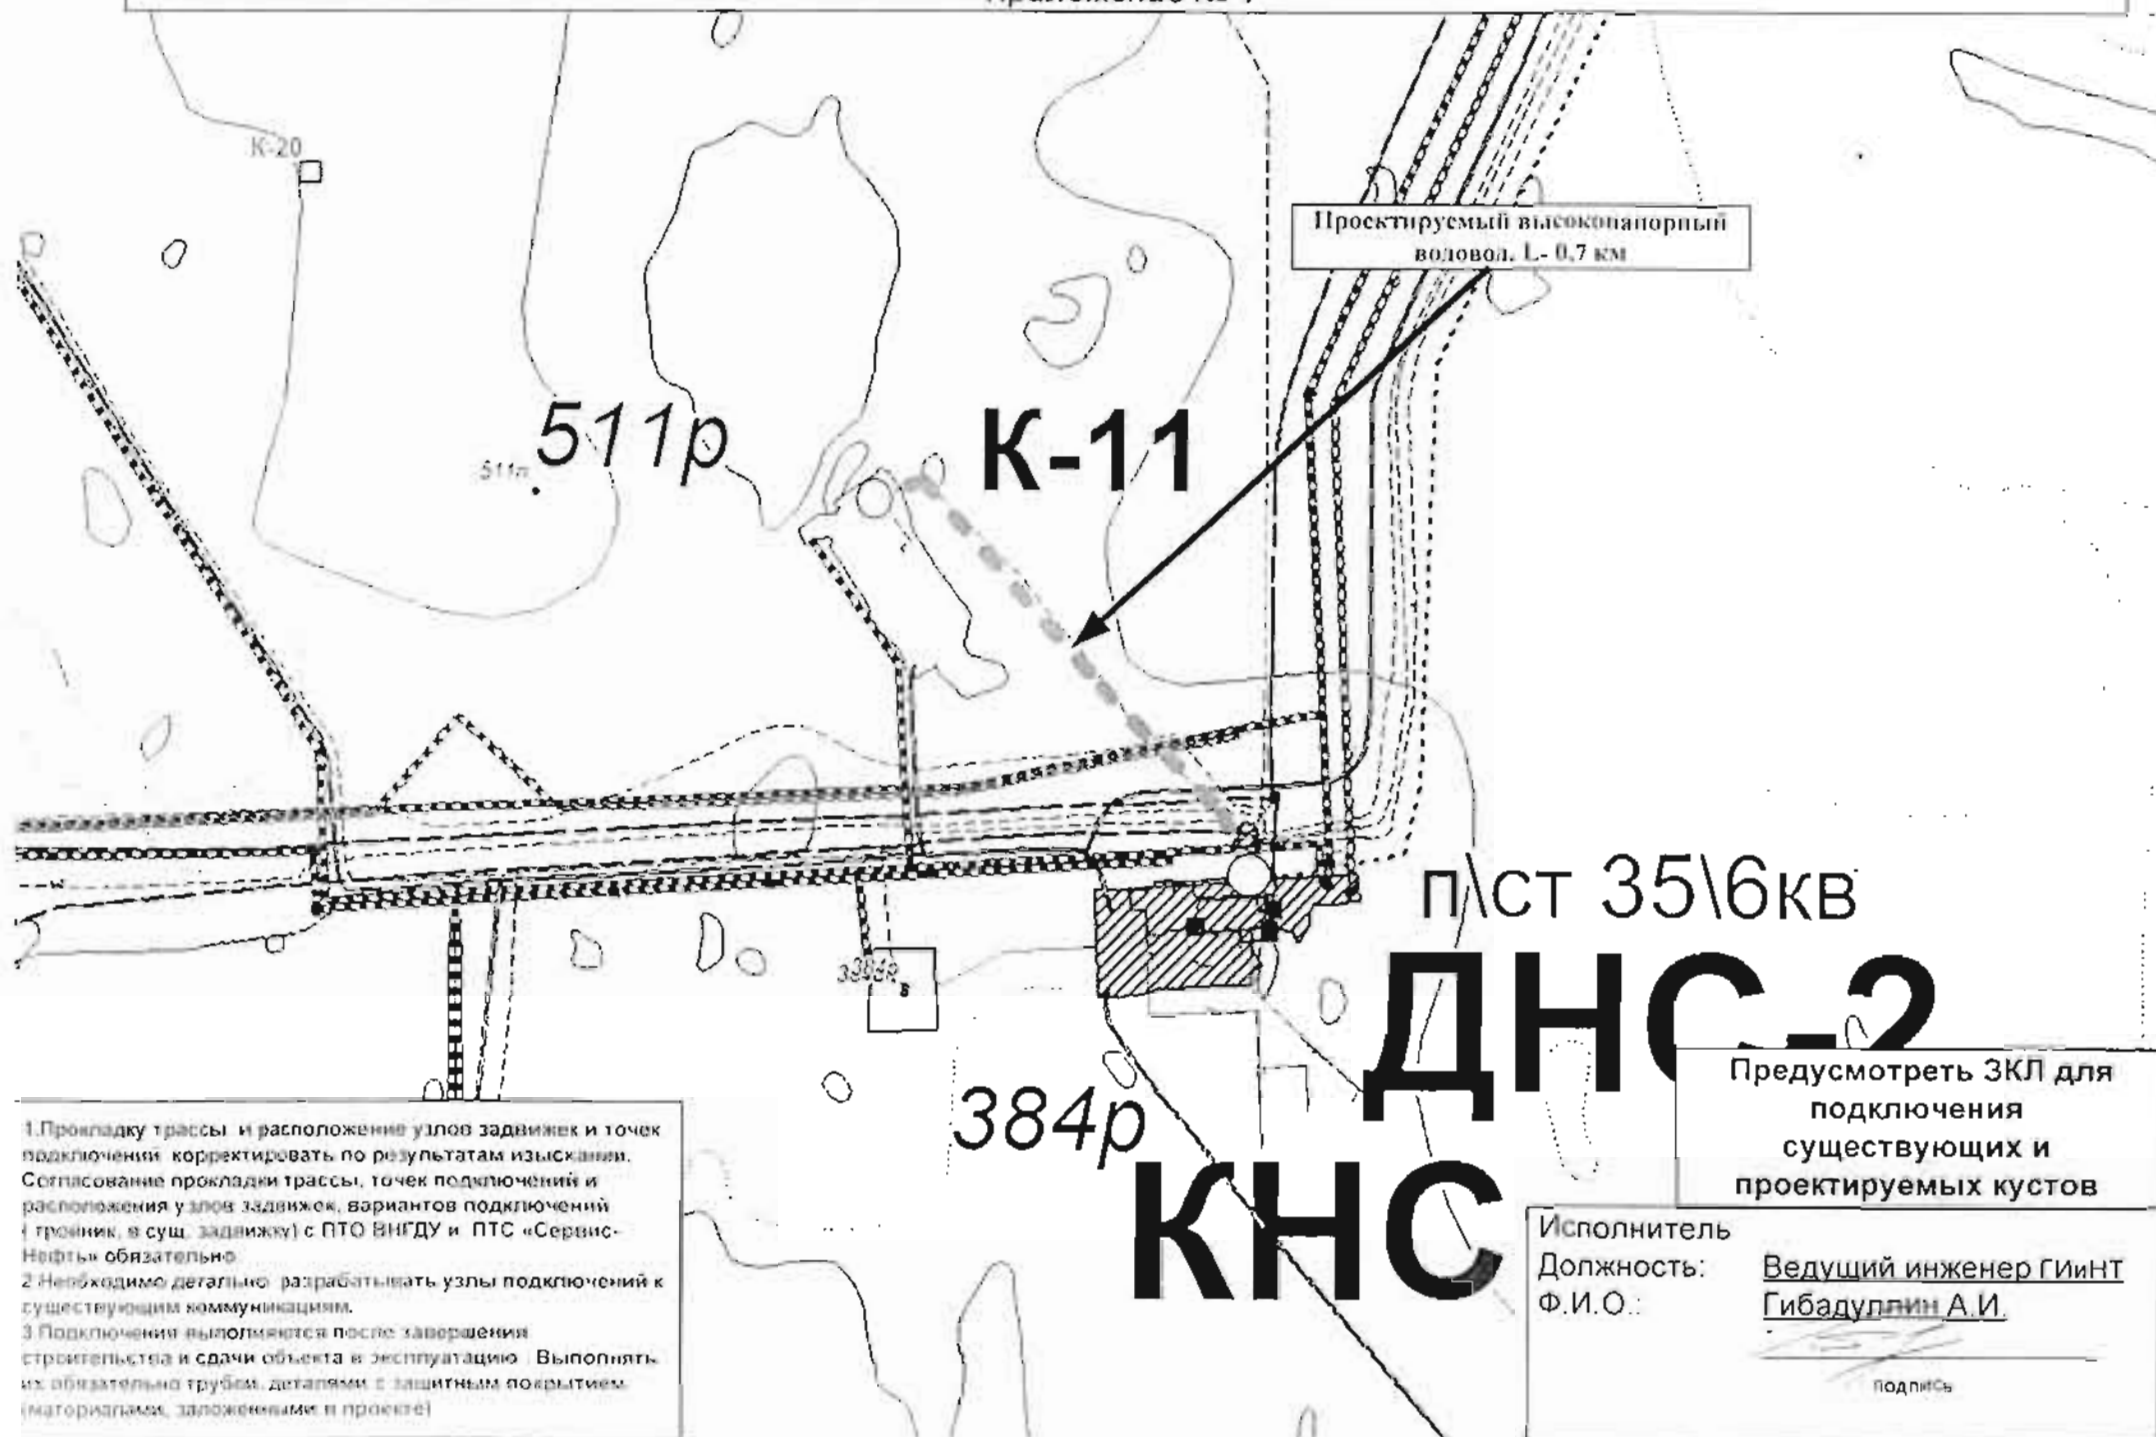 К-20
Проектируемый высоконапорный
водовод. L- 0,7 км
511р
К-11
511р
п\ст 35\6кв
ДНС-2
384р
КНС
Предусмотреть ЗКЛ для
подключения
существующих и
проектируемых кустов
1.Прокладку трассы и расположение узлов задвижек и точек
подключений корректировать по результатам изысканий.
Согласование прокладки трассы, точек подключений и
расположения узлов задвижек, вариантов подключений
( тройник, в сущ. задвижку) с ПТО ВНГДУ и ПТС «Сервис-
Нефть» обязательно
2 Необходимо детально разрабатывать узлы подключений к
существующим коммуникациям.
3 Подключения выполняются после завершения
строительства и сдачи объекта в эксплуатацию . Выполнять
их обязательно трубой, деталями с защитным покрытием
(материалами, заложенными в проекте)
Исполнитель
Должность: Ведущий инженер ГИиНТ
Ф.И.О.: Гибадуллин А.И.
подпись